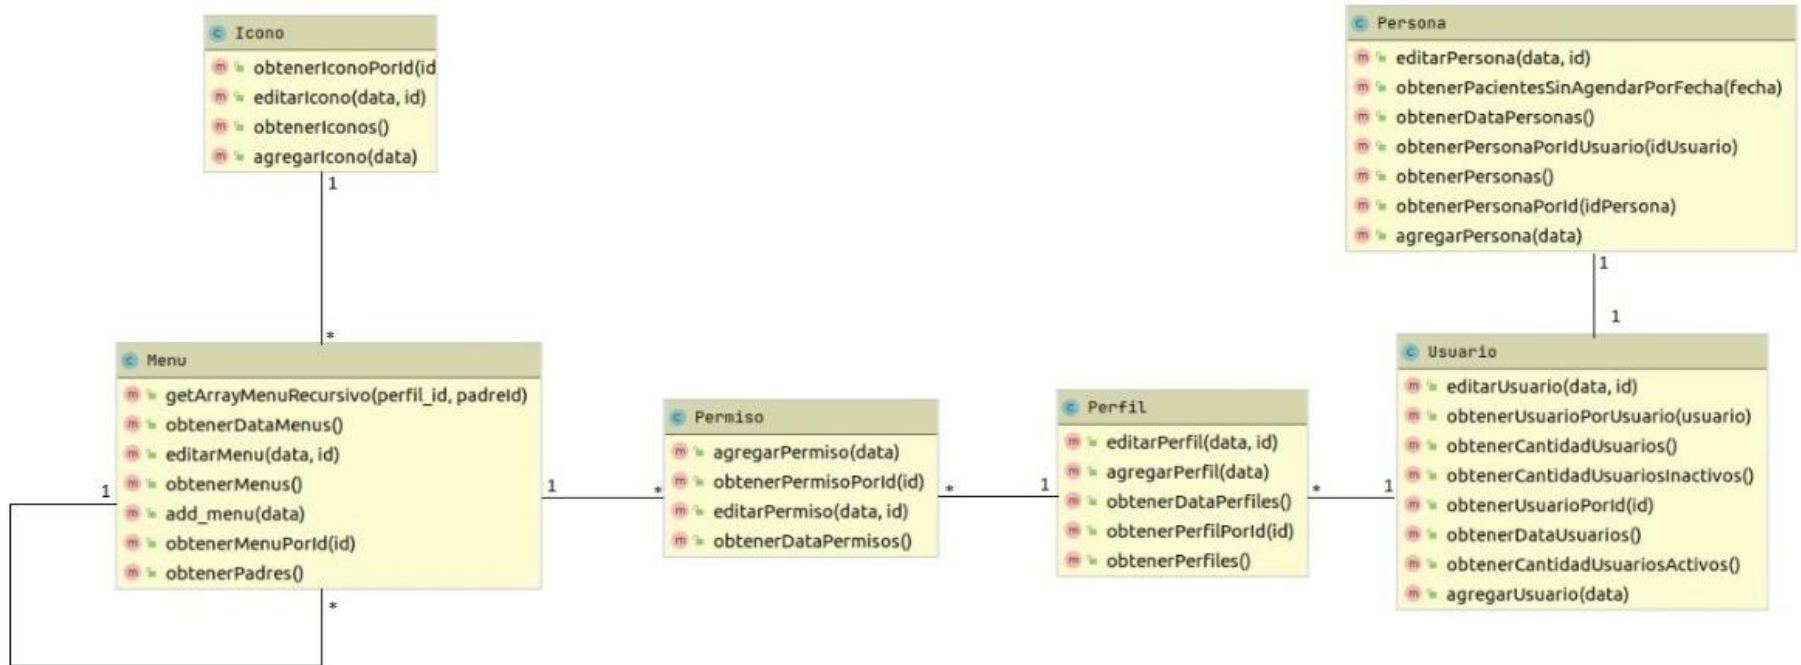 Icono
obtenerIconoPorId(id
editarIcono(data, id)
obtenerIconos()
agregarIcono(data)
1
*
Persona
editarPersona(data, id)
obtenerPacientesSinAgendarPorFecha(fecha)
obtenerDataPersonas()
obtenerPersonaPorIdUsuario(idUsuario)
obtenerPersonas()
obtenerPersonaPorId(idPersona)
agregarPersona(data)
1
1
Menu
getArrayMenuRecursivo(perfil_id, padreId)
obtenerDataMenus()
editarMenu(data, id)
obtenerMenus()
add_menu(data)
obtenerMenuPorId(id)
obtenerPadres()
1
*
1
*
Permiso
agregarPermiso(data)
obtenerPermisoPorId(id)
editarPermiso(data, id)
obtenerDataPermisos()
*
1
Perfil
editarPerfil(data, id)
agregarPerfil(data)
obtenerDataPerfiles()
obtenerPerfilPorId(id)
obtenerPerfiles()
*
1
Usuario
editarUsuario(data, id)
obtenerUsuarioPorUsuario(usuario)
obtenerCantidadUsuarios()
obtenerCantidadUsuariosInactivos()
obtenerUsuarioPorId(id)
obtenerDataUsuarios()
obtenerCantidadUsuariosActivos()
agregarUsuario(data)